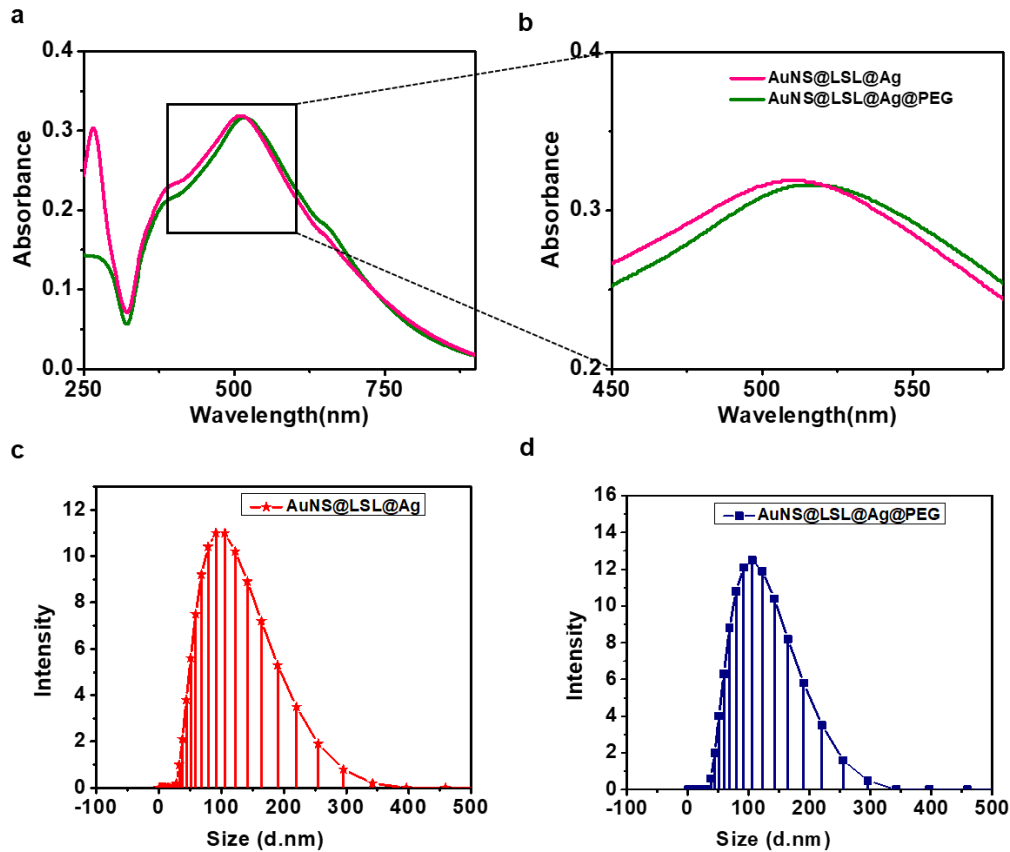 a
0.4
0.3
0.2
0.1
0.0
Absorbance
250
500
750
Wavelength(nm)
b
0.4
0.3
0.2
Absorbance
AuNS@LSL@Ag
AuNS@LSL@Ag@PEG
450
500
550
Wavelength(nm)
c
11
10
8
6
4
2
0
Intensity
AuNS@LSL@Ag
-100
0
100
200
300
400
500
Size (d.nm)
d
16
14
12
10
8
6
4
2
0
Intensity
AuNS@LSL@Ag@PEG
-100
0
100
200
300
400
500
Size (d.nm)